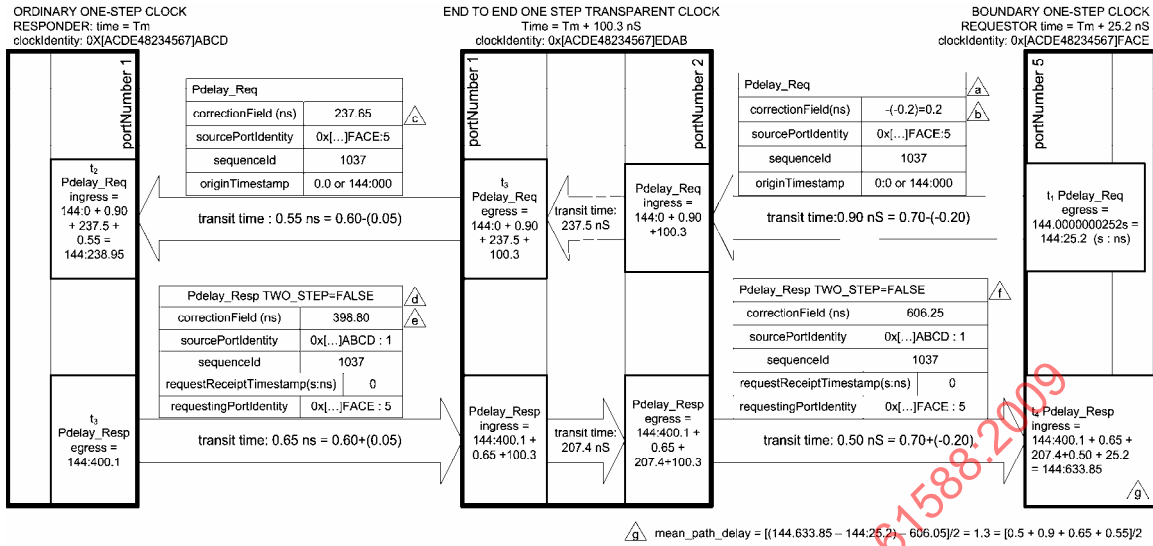 ORDINARY ONE-STEP CLOCK
RESPONDER: time = Tm
clockIdentity: 0X[ACDE48234567]ABCD
END TO END ONE STEP TRANSPARENT CLOCK
Time = Tm + 100.3 nS
clockIdentity: 0x[ACDE48234567]EDAB
BOUNDARY ONE-STEP CLOCK
REQUESTOR time = Tm + 25.2 nS
clockIdentity: 0x[ACDE48234567]FACE
portNumber 1
portNumber 1
portNumber 2
portNumber 5
Pdelay_Req
correctionField (ns) 237.65
c
sourcePortIdentity 0x[...]FACE:5
sequenceId 1037
originTimestamp 0:0 or 144:000
Pdelay_Req
a
correctionField(ns) -(-0.2)=0.2
b
sourcePortIdentity 0x[...]FACE:5
sequenceId 1037
originTimestamp 0:0 or 144:000
t2
Pdelay_Req
ingress =
144:0 + 0.90
+ 237.5 +
0.55 =
144:238.95
transit time : 0.55 ns = 0.60-(0.05)
t3
Pdelay_Req
egress =
144:0 + 0.90
+ 237.5 +
100.3
transit time:
237.5 nS
Pdelay_Req
ingress =
144:0 + 0.90
+100.3
transit time:0.90 nS = 0.70-(-0.20)
t1 Pdelay_Req
egress =
144.0000000252s =
144:25.2 (s : ns)
Pdelay_Resp TWO_STEP=FALSE
d
correctionField (ns) 398.80
e
sourcePortIdentity 0x[...]ABCD : 1
sequenceId 1037
requestReceiptTimestamp(s:ns) 0
requestingPortIdentity 0x[...]FACE : 5
Pdelay_Resp TWO_STEP=FALSE
f
correctionField (ns) 606.25
sourcePortIdentity 0x[...]ABCD : 1
sequenceId 1037
requestReceiptTimestamp(s:ns) 0
requestingPortIdentity 0x[...]FACE : 5
t3
Pdelay_Resp
egress =
144:400.1
transit time: 0.65 ns = 0.60+(0.05)
Pdelay_Resp
ingress =
144:400.1 +
0.65 +100.3
transit time:
207.4 nS
Pdelay_Resp
egress =
144:400.1 +
0.65 +
207.4+100.3
transit time: 0.50 nS = 0.70+(-0.20)
t4 Pdelay_Resp
ingress =
144:400.1 + 0.65 +
207.4+0.50 + 25.2
= 144:633.85
g
g mean_path_delay = [(144.633.85 – 144:25.2) – 606.05]/2 = 1.3 = [0.5 + 0.9 + 0.65 + 0.55]/2
61588:2009